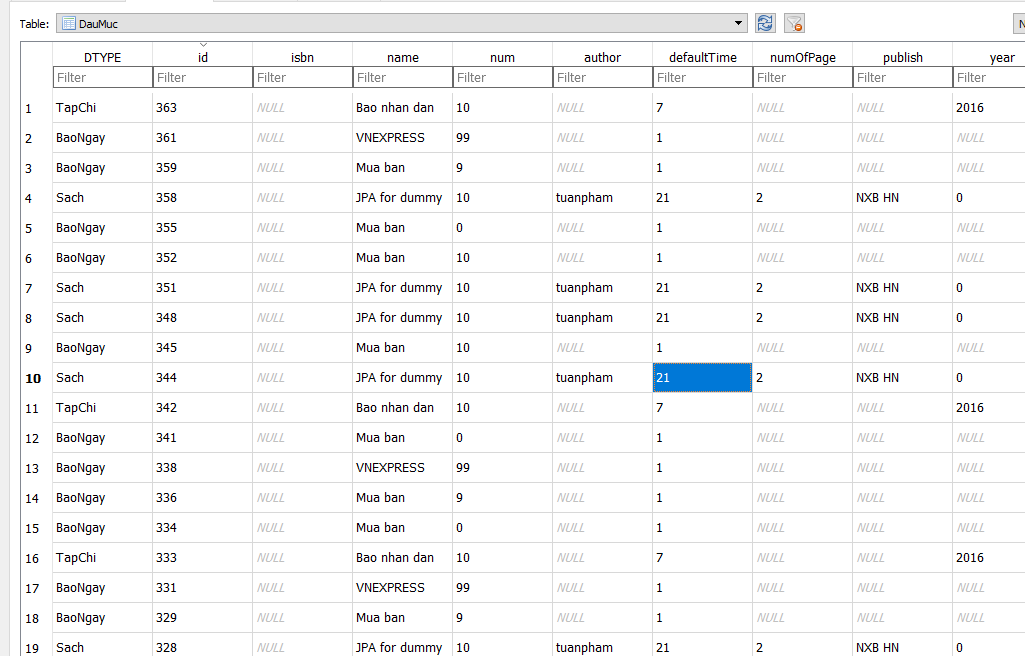 Table: DauMuc N
DTYPE id isbn name num author defaultTime numOfPage publish year
Filter Filter Filter Filter Filter Filter Filter Filter Filter Filter
1 TapChi 363 NULL Bao nhan dan 10 NULL 7 NULL NULL 2016
2 BaoNgay 361 NULL VNEXPRESS 99 NULL 1 NULL NULL NULL
3 BaoNgay 359 NULL Mua ban 9 NULL 1 NULL NULL NULL
4 Sach 358 NULL JPA for dummy 10 tuanpham 21 2 NXB HN 0
5 BaoNgay 355 NULL Mua ban 0 NULL 1 NULL NULL NULL
6 BaoNgay 352 NULL Mua ban 10 NULL 1 NULL NULL NULL
7 Sach 351 NULL JPA for dummy 10 tuanpham 21 2 NXB HN 0
8 Sach 348 NULL JPA for dummy 10 tuanpham 21 2 NXB HN 0
9 BaoNgay 345 NULL Mua ban 10 NULL 1 NULL NULL NULL
10 Sach 344 NULL JPA for dummy 10 tuanpham 21 2 NXB HN 0
11 TapChi 342 NULL Bao nhan dan 10 NULL 7 NULL NULL 2016
12 BaoNgay 341 NULL Mua ban 0 NULL 1 NULL NULL NULL
13 BaoNgay 338 NULL VNEXPRESS 99 NULL 1 NULL NULL NULL
14 BaoNgay 336 NULL Mua ban 9 NULL 1 NULL NULL NULL
15 BaoNgay 334 NULL Mua ban 0 NULL 1 NULL NULL NULL
16 TapChi 333 NULL Bao nhan dan 10 NULL 7 NULL NULL 2016
17 BaoNgay 331 NULL VNEXPRESS 99 NULL 1 NULL NULL NULL
18 BaoNgay 329 NULL Mua ban 9 NULL 1 NULL NULL NULL
19 Sach 328 NULL JPA for dummy 10 tuanpham 21 2 NXB HN 0